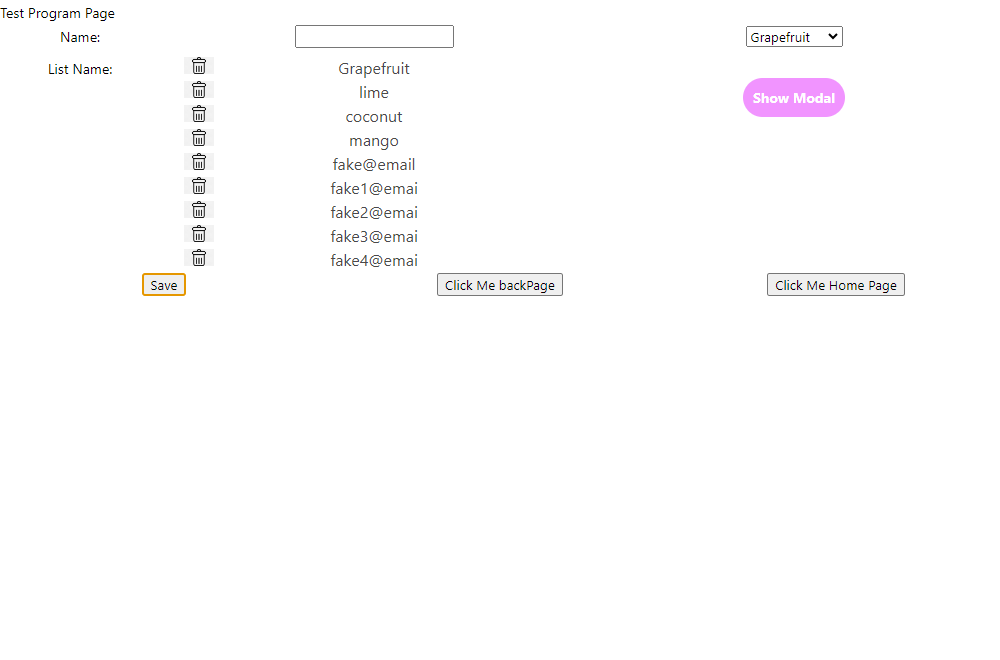 Test Program Page
Name:
Grapefruit
List Name:
Grapefruit
lime
coconut
mango
fake@email
fake1@emai
fake2@emai
fake3@emai
fake4@emai
Show Modal
Save
Click Me backPage
Click Me Home Page